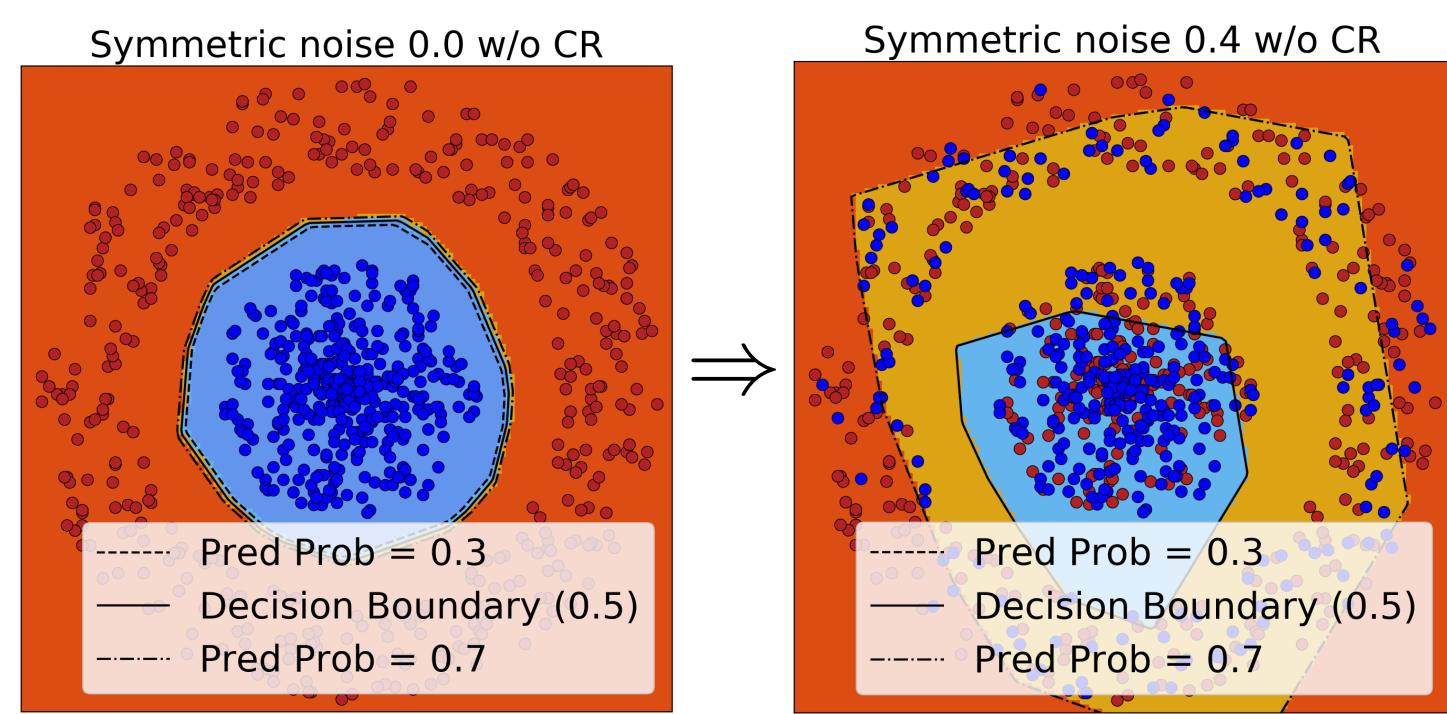 Symmetric noise 0.0 w/o CR
Pred Prob = 0.3
Decision Boundary (0.5)
Pred Prob = 0.7
Symmetric noise 0.4 w/o CR
Pred Prob = 0.3
Decision Boundary (0.5)
Pred Prob = 0.7